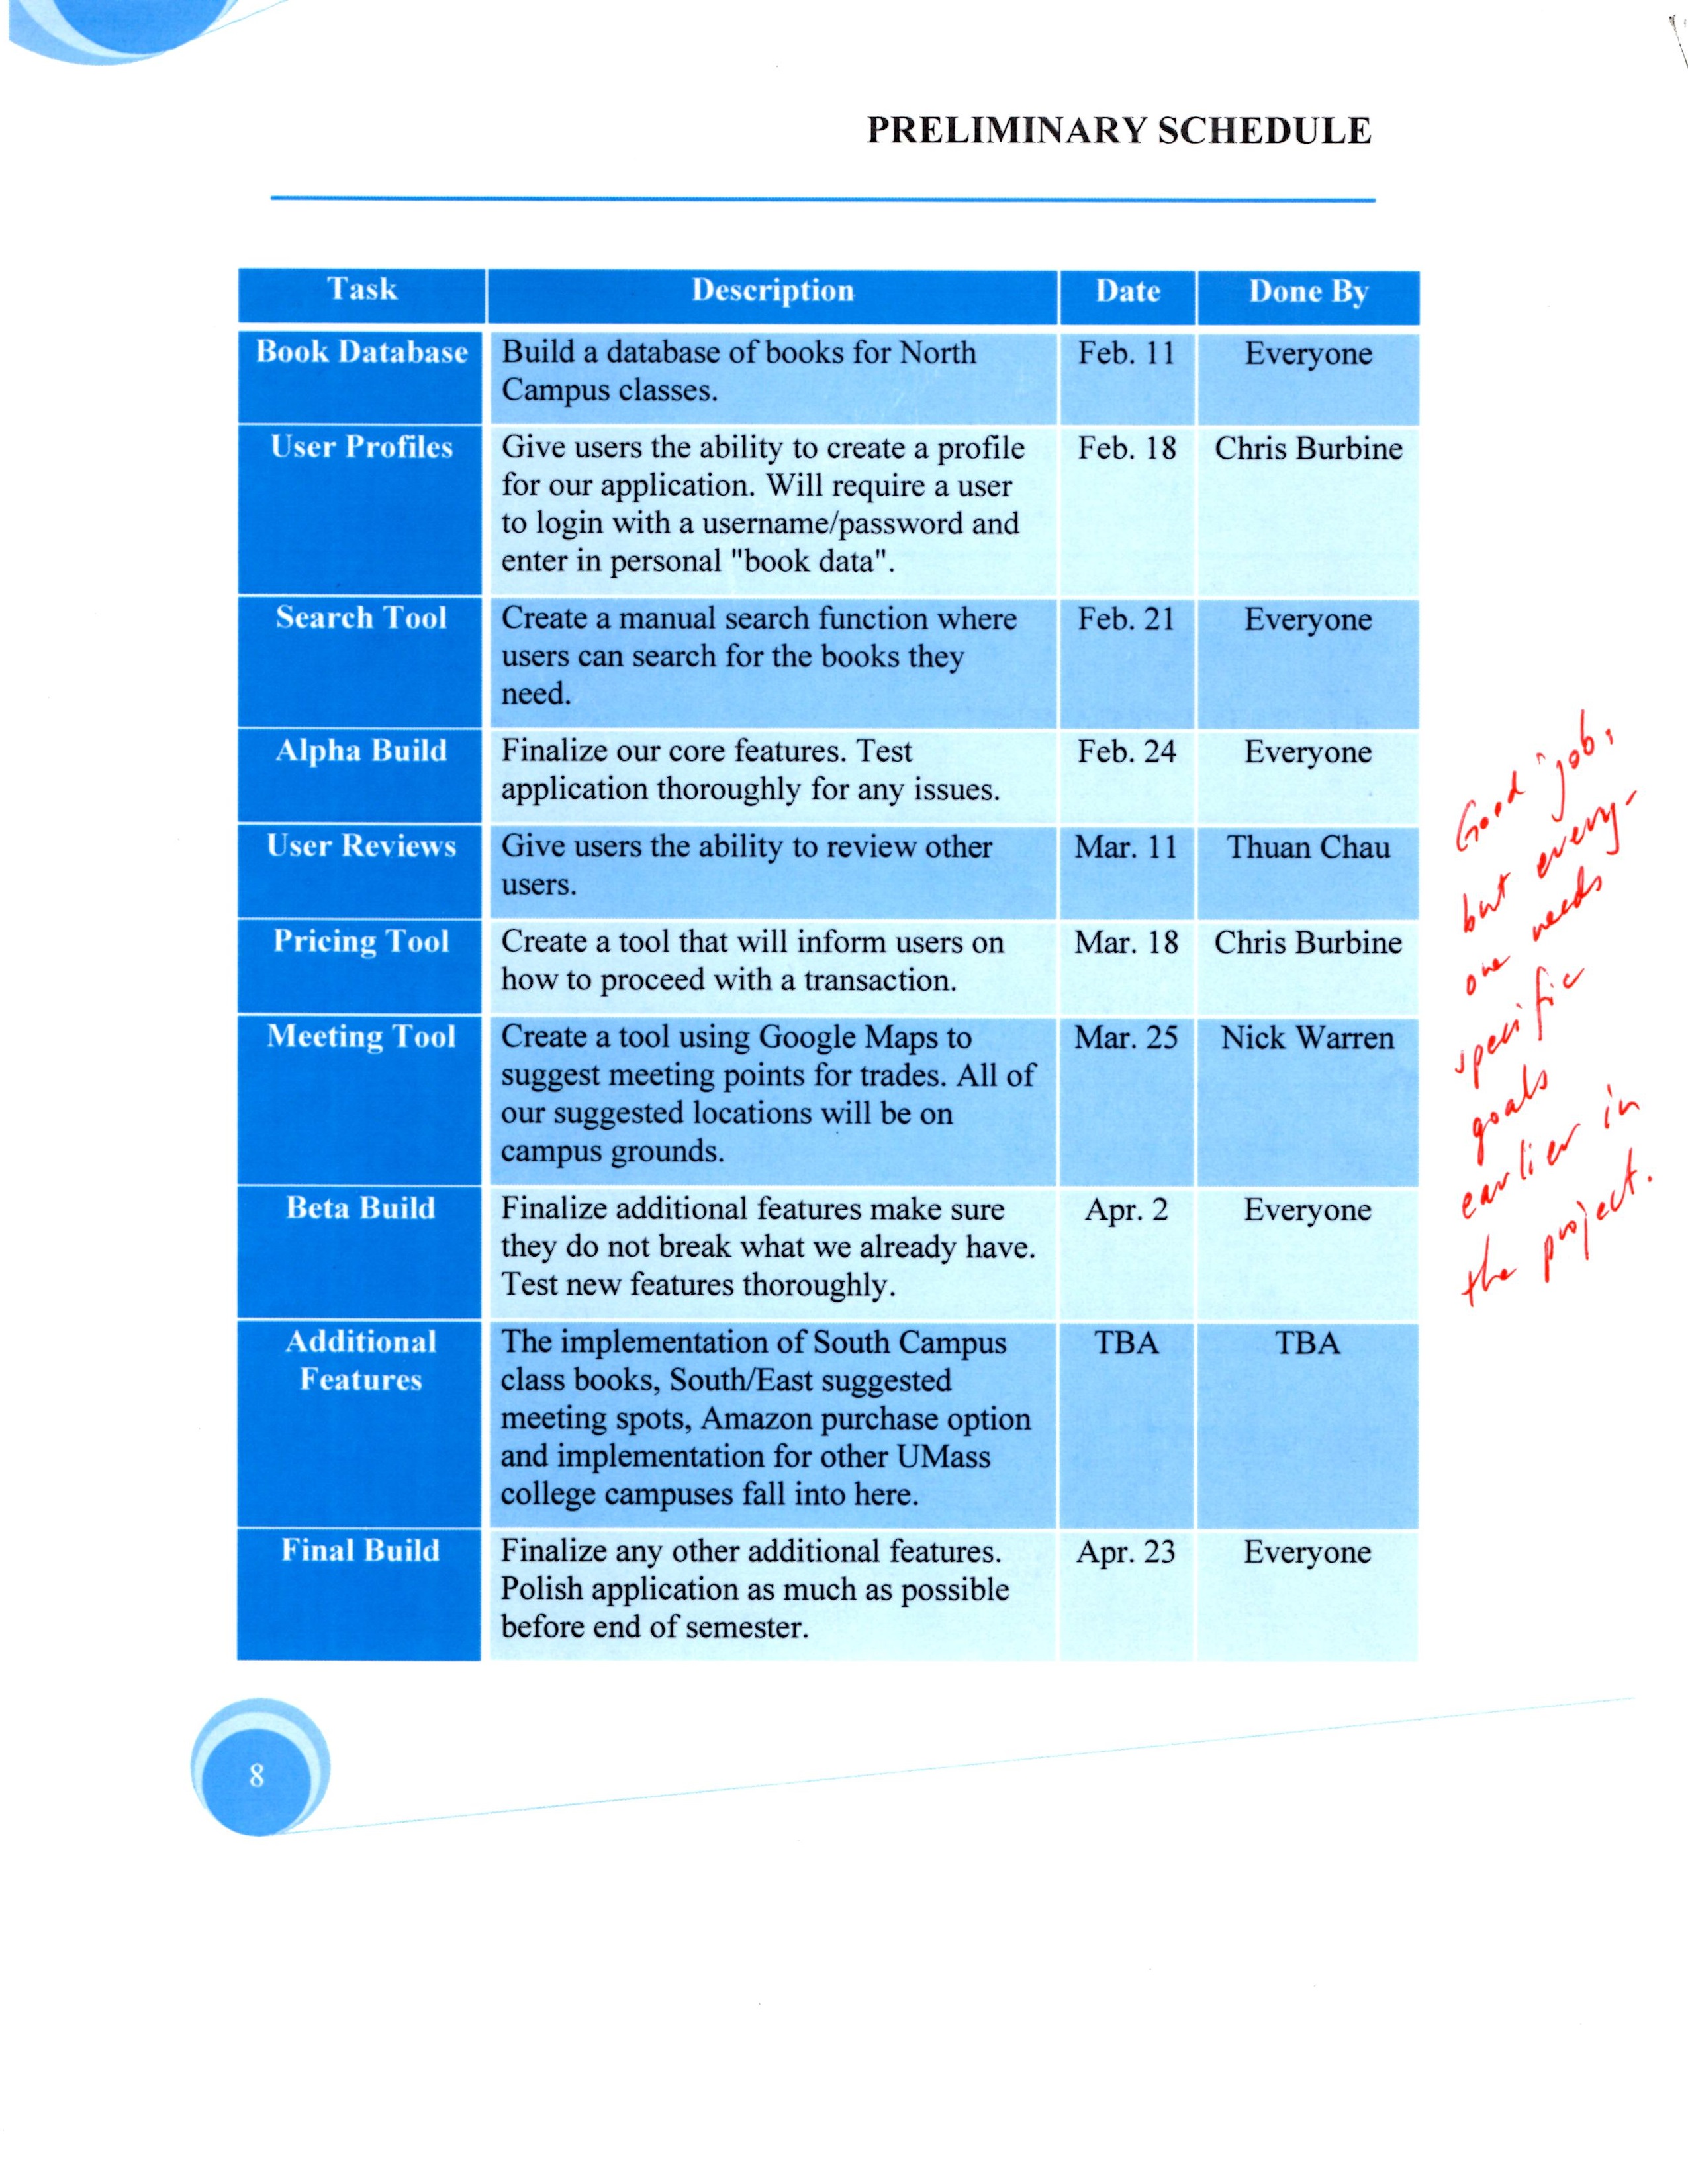 PRELIMINARY SCHEDULE
Task Description Date Done By
Book Database Build a database of books for North Feb. 11 Everyone
Campus classes.
User Profiles Give users the ability to create a profile Feb. 18 Chris Burbine
for our application. Will require a user
to login with a username/password and
enter in personal "book data".
Search Tool Create a manual search function where Feb. 21 Everyone
users can search for the books they
need.
Alpha Build Finalize our core features. Test Feb. 24 Everyone
application thoroughly for any issues.
User Reviews Give users the ability to review other Mar. 11 Thuan Chau
users.
Pricing Tool Create a tool that will inform users on Mar. 18 Chris Burbine
how to proceed with a transaction.
Meeting Tool Create a tool using Google Maps to Mar. 25 Nick Warren
suggest meeting points for trades. All of
our suggested locations will be on
campus grounds.
Beta Build Finalize additional features make sure Apr. 2 Everyone
they do not break what we already have.
Test new features thoroughly.
Additional The implementation of South Campus TBA TBA
Features class books, South/East suggested
meeting spots, Amazon purchase option
and implementation for other UMass
college campuses fall into here.
Final Build Finalize any other additional features. Apr. 23 Everyone
Polish application as much as possible
before end of semester.
Good job,
but every-
one needs
specific
goals
earlier in
the project.
8